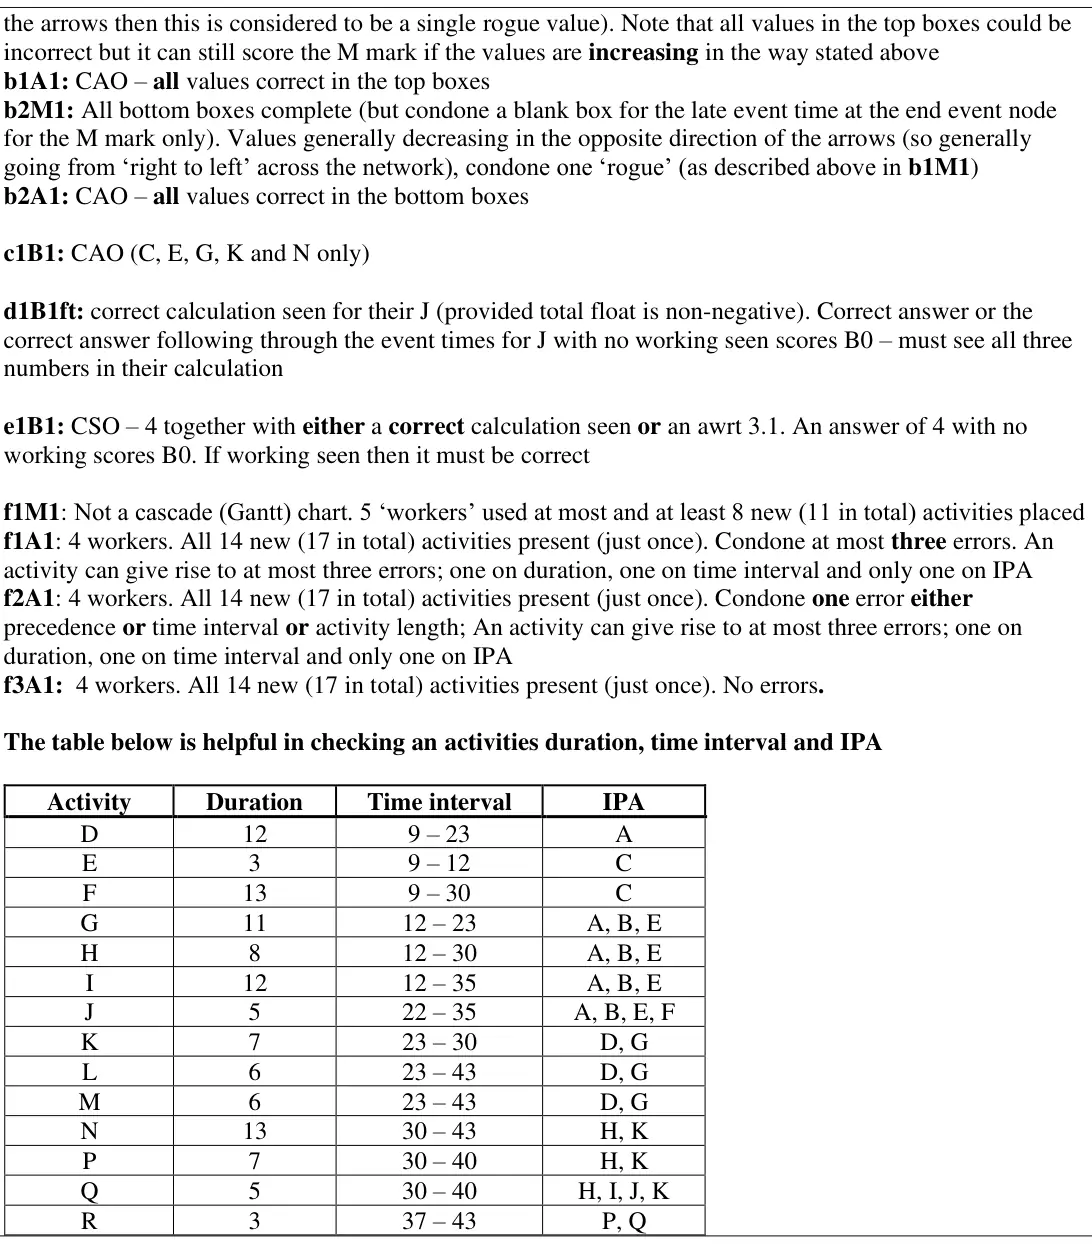 the arrows then this is considered to be a single rogue value). Note that all values in the top boxes could be
incorrect but it can still score the M mark if the values are increasing in the way stated above
b1A1: CAO – all values correct in the top boxes
b2M1: All bottom boxes complete (but condone a blank box for the late event time at the end event node
for the M mark only). Values generally decreasing in the opposite direction of the arrows (so generally
going from ‘right to left’ across the network), condone one ‘rogue’ (as described above in b1M1)
b2A1: CAO – all values correct in the bottom boxes
c1B1: CAO (C, E, G, K and N only)
d1B1ft: correct calculation seen for their J (provided total float is non-negative). Correct answer or the
correct answer following through the event times for J with no working seen scores B0 – must see all three
numbers in their calculation
e1B1: CSO – 4 together with either a correct calculation seen or an awrt 3.1. An answer of 4 with no
working scores B0. If working seen then it must be correct
f1M1: Not a cascade (Gantt) chart. 5 ‘workers’ used at most and at least 8 new (11 in total) activities placed
f1A1: 4 workers. All 14 new (17 in total) activities present (just once). Condone at most three errors. An
activity can give rise to at most three errors; one on duration, one on time interval and only one on IPA
f2A1: 4 workers. All 14 new (17 in total) activities present (just once). Condone one error either
precedence or time interval or activity length; An activity can give rise to at most three errors; one on
duration, one on time interval and only one on IPA
f3A1: 4 workers. All 14 new (17 in total) activities present (just once). No errors.
The table below is helpful in checking an activities duration, time interval and IPA
Activity Duration Time interval IPA
D 12 9 – 23 A
E 3 9 – 12 C
F 13 9 – 30 C
G 11 12 – 23 A, B, E
H 8 12 – 30 A, B, E
I 12 12 – 35 A, B, E
J 5 22 – 35 A, B, E, F
K 7 23 – 30 D, G
L 6 23 – 43 D, G
M 6 23 – 43 D, G
N 13 30 – 43 H, K
P 7 30 – 40 H, K
Q 5 30 – 40 H, I, J, K
R 3 37 – 43 P, Q